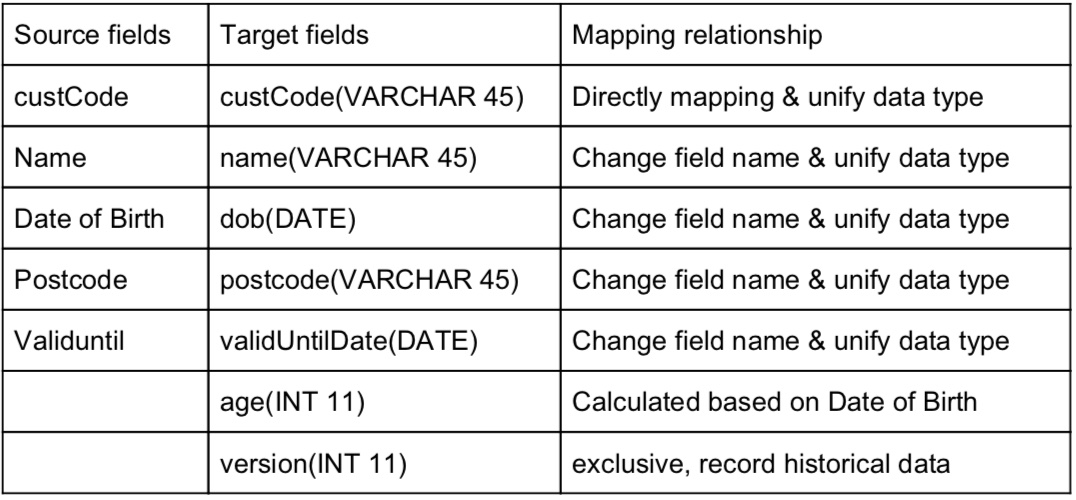 Source fields Target fields Mapping relationship
custCode custCode(VARCHAR 45) Directly mapping & unify data type
Name name(VARCHAR 45) Change field name & unify data type
Date of Birth dob(DATE) Change field name & unify data type
Postcode postcode(VARCHAR 45) Change field name & unify data type
Validuntil validUntilDate(DATE) Change field name & unify data type
age(INT 11) Calculated based on Date of Birth
version(INT 11) exclusive, record historical data